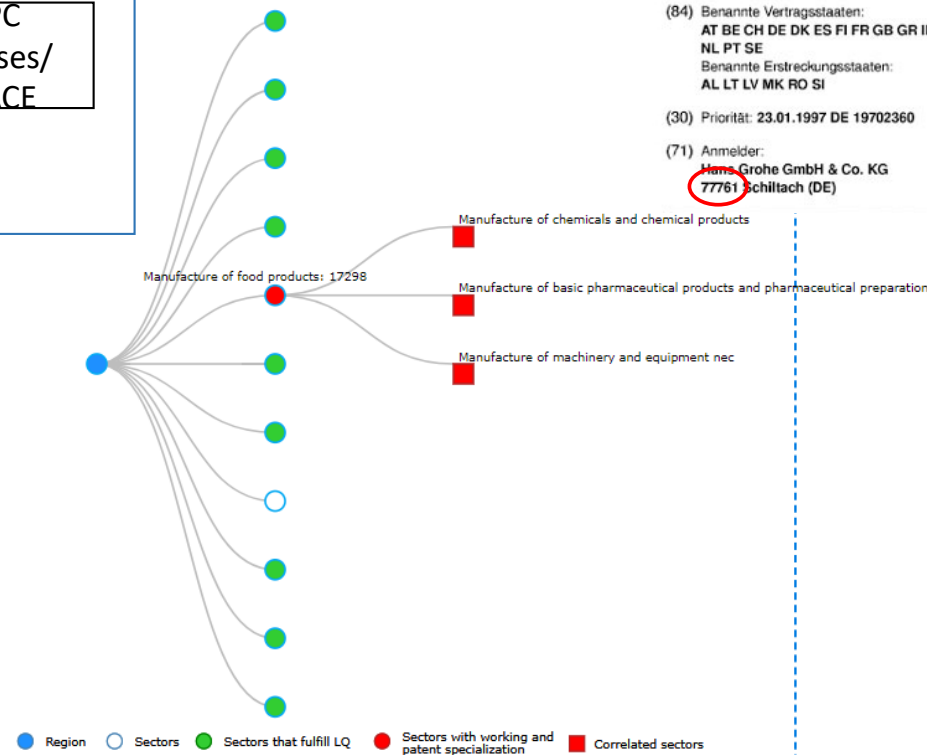 PC
ses/
ACE
(84) Benannte Vertragsstaaten:
AT BE CH DE DK ES FI FR GB GR
NL PT SE
Benannte Erstreckungsstaaten:
AL LT LV MK RO SI
(30) Priorität: 23.01.1997 DE 19702360
(71) Anmelder:
Hans Grohe GmbH & Co. KG
77761 Schiltach (DE)
Manufacture of chemicals and chemical products
Manufacture of food products: 17298
Manufacture of basic pharmaceutical products and pharmaceutical preparation
Manufacture of machinery and equipment nec
Region
Sectors
Sectors that fulfill LQ
Sectors with working and
patent specialization
Correlated sectors